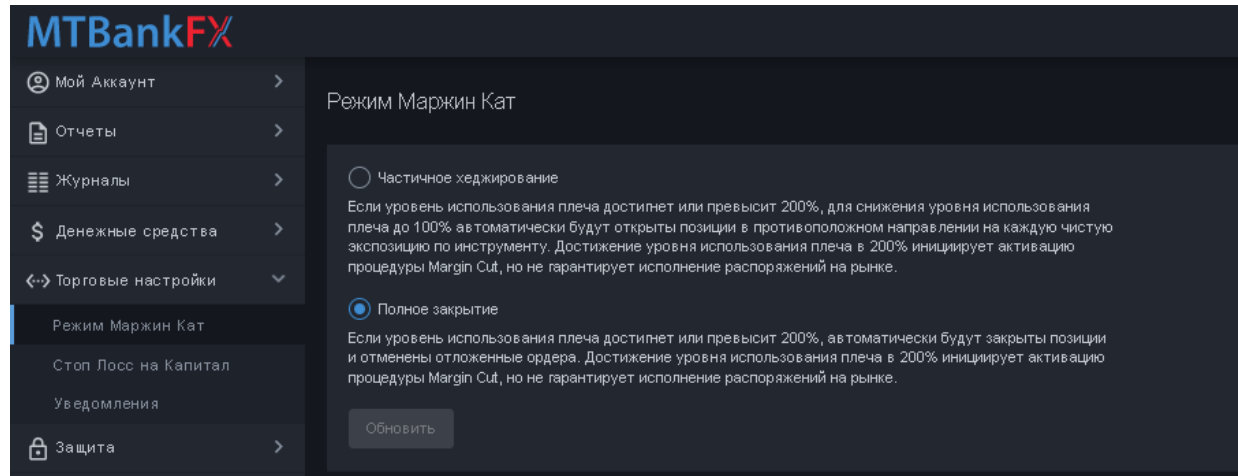 MTBankFX
Мой Аккаунт
Отчеты
Журналы
Денежные средства
Торговые настройки
Режим Маржин Кат
Стоп Лосс на Капитал
Уведомления
Защита
Режим Маржин Кат
Частичное хеджирование
Если уровень использования плеча достигнет или превысит 200%, для снижения уровня использования
плеча до 100% автоматически будут открыты позиции в противоположном направлении на каждую чистую
экспозицию по инструменту. Достижение уровня использования плеча в 200% инициирует активацию
процедуры Margin Cut, но не гарантирует исполнение распоряжений на рынке.
Полное закрытие
Если уровень использования плеча достигнет или превысит 200%, автоматически будут закрыты позиции
и отменены отложенные ордера. Достижение уровня использования плеча в 200% инициирует активацию
процедуры Margin Cut, но не гарантирует исполнение распоряжений на рынке.
Обновить